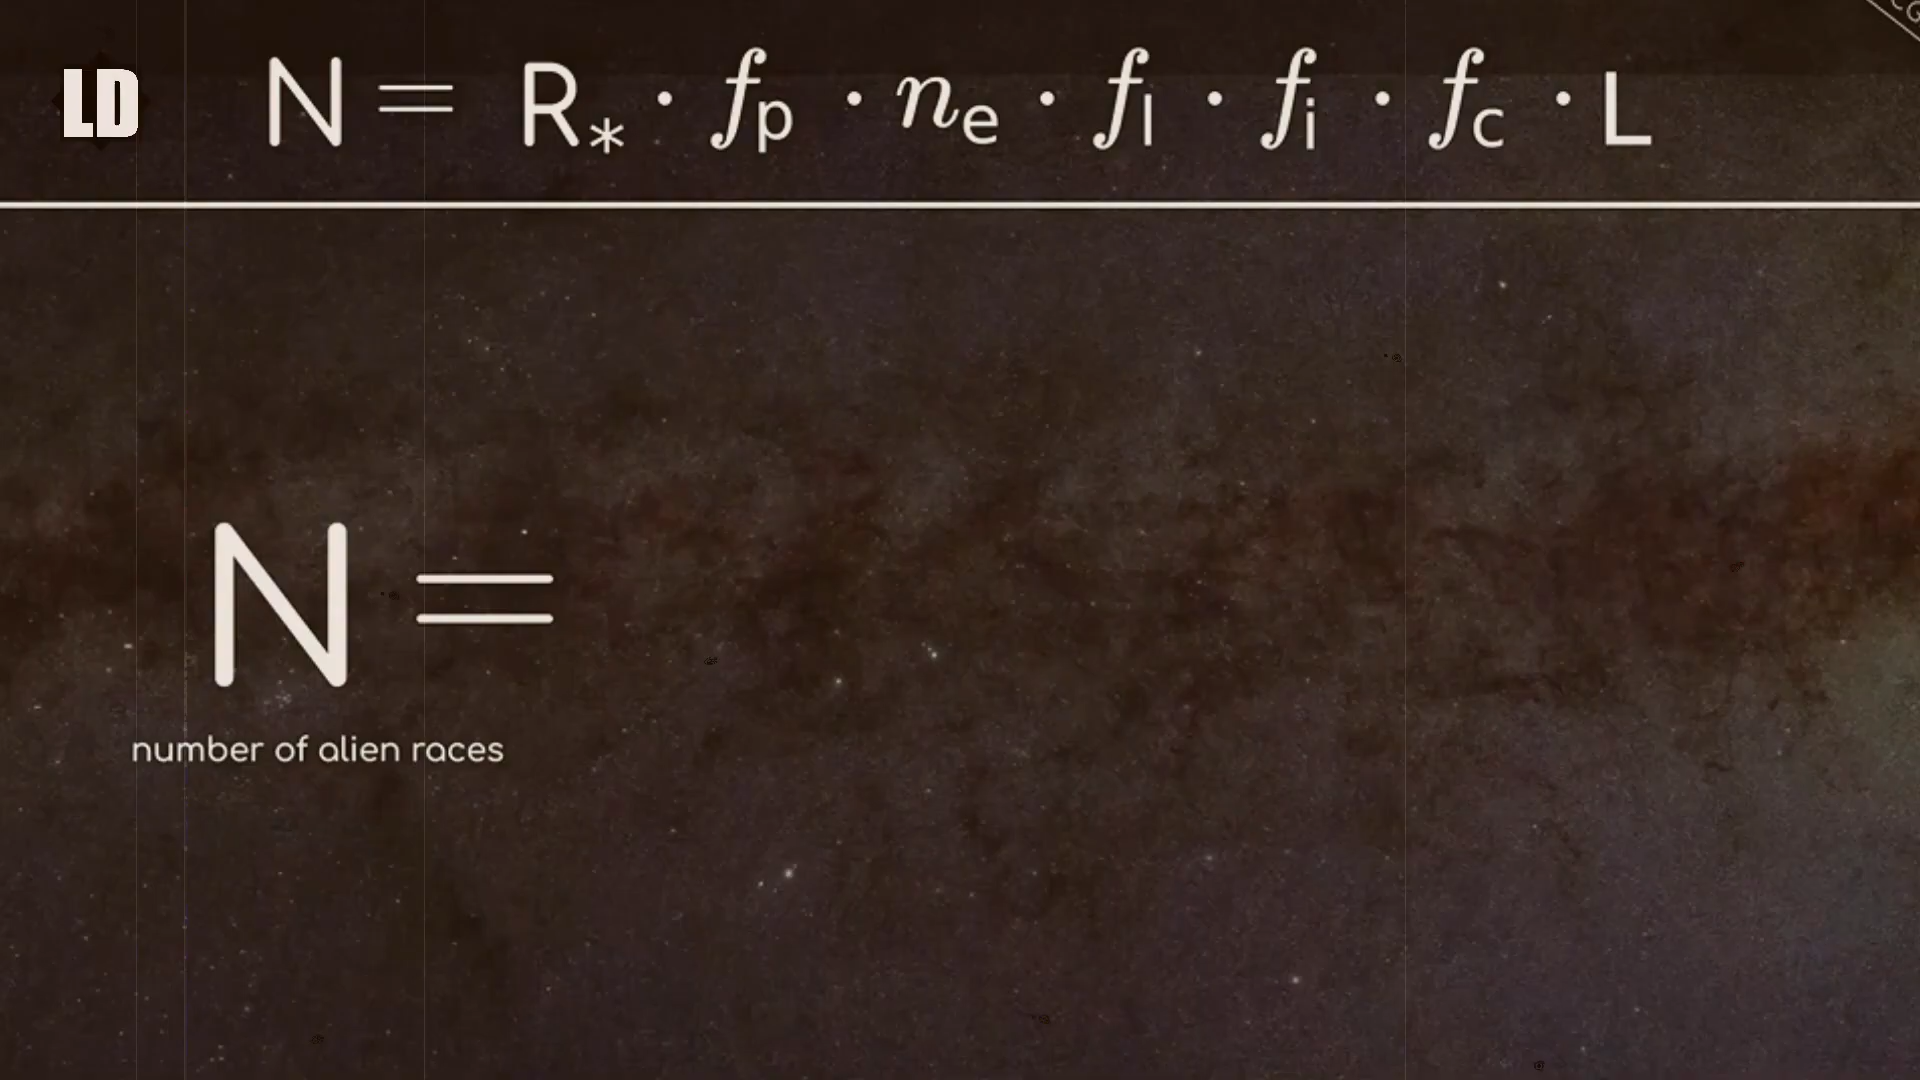 LD N = R* · fp · ne · fl · fi · fc · L
N =
number of alien races